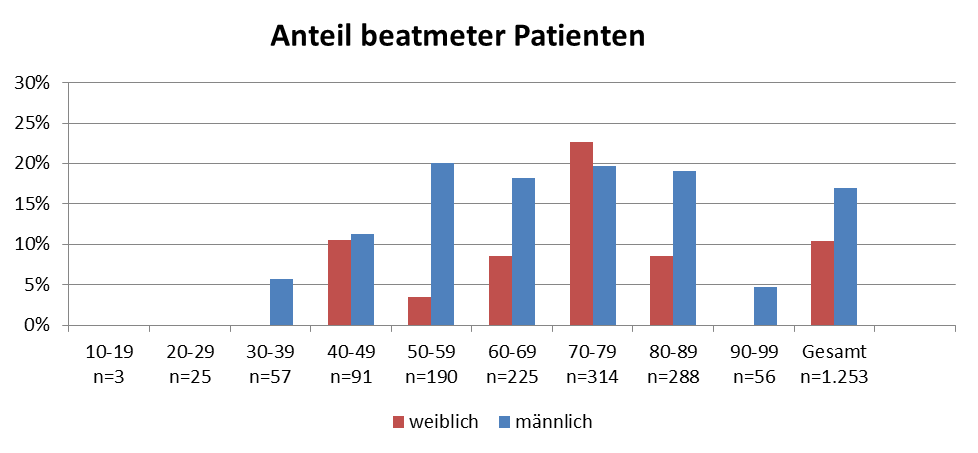 Anteil beatmeter Patienten
30%
25%
20%
15%
10%
5%
0%
10-19 20-29 30-39 40-49 50-59 60-69 70-79 80-89 90-99 Gesamt
n=3 n=25 n=57 n=91 n=190 n=225 n=314 n=288 n=56 n=1.253
weiblich männlich